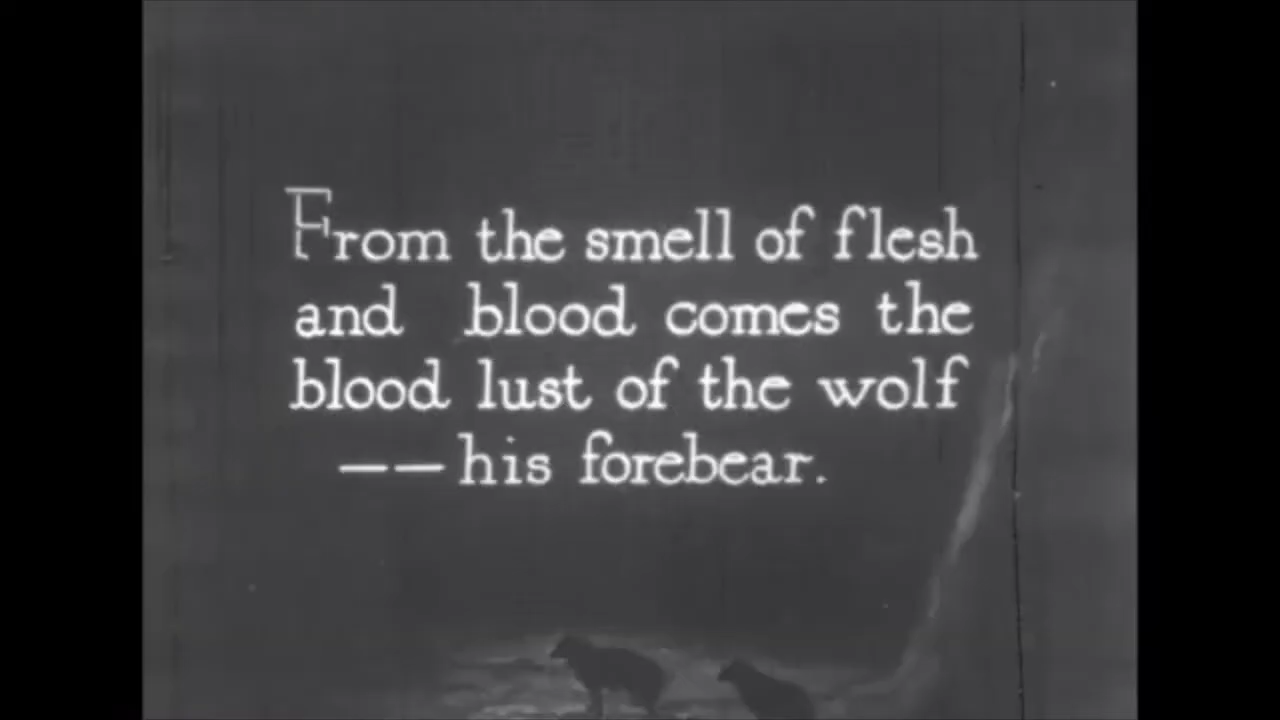 From the smell of flesh
and blood comes the
blood lust of the wolf
——his forebear.